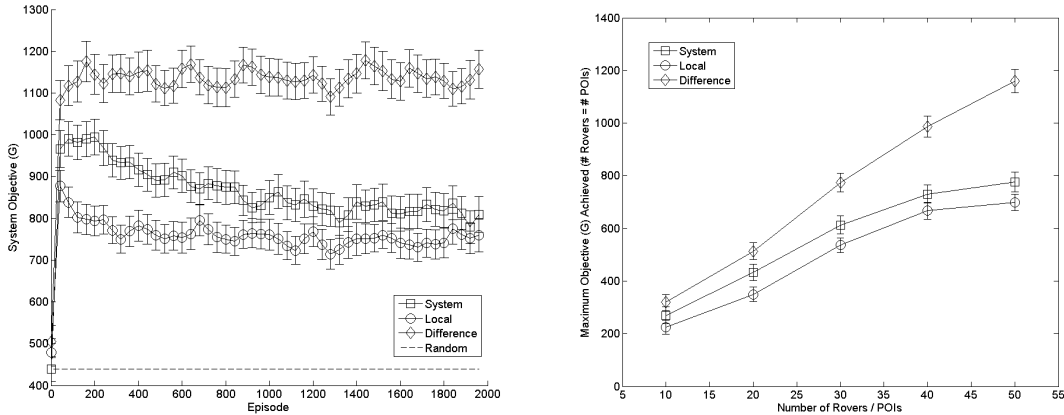 1300
1200
1100
1000
900
800
700
600
500
400
0 200 400 600 800 1000 1200 1400 1600 1800 2000
System Objective (G)
Episode
System
Local
Difference
Random
1400
1200
1000
800
600
400
200
0
5 10 15 20 25 30 35 40 45 50 55
Maximum Objective (G) Achieved (# Rovers = # POIs)
Number of Rovers / POIs
System
Local
Difference